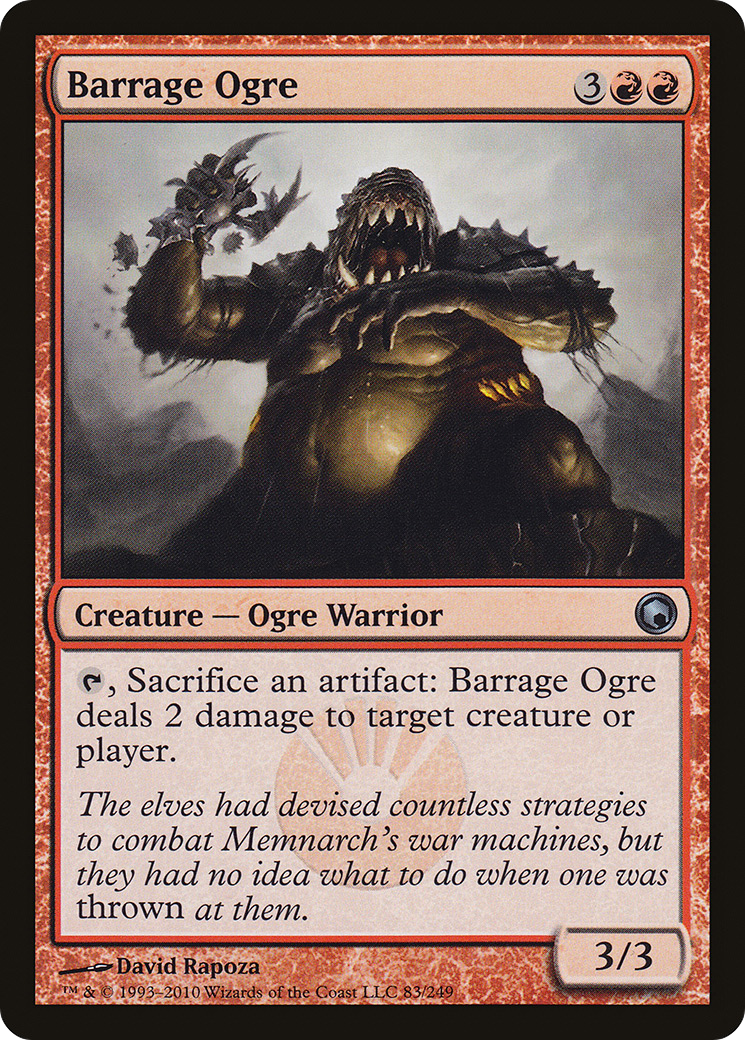 Barrage Ogre
3
Creature — Ogre Warrior
, Sacrifice an artifact: Barrage Ogre
deals 2 damage to target creature or
player.
The elves had devised countless strategies
to combat Memnarch's war machines, but
they had no idea what to do when one was
thrown at them.
3/3
David Rapoza
™ & © 1993–2010 Wizards of the Coast LLC 83/249